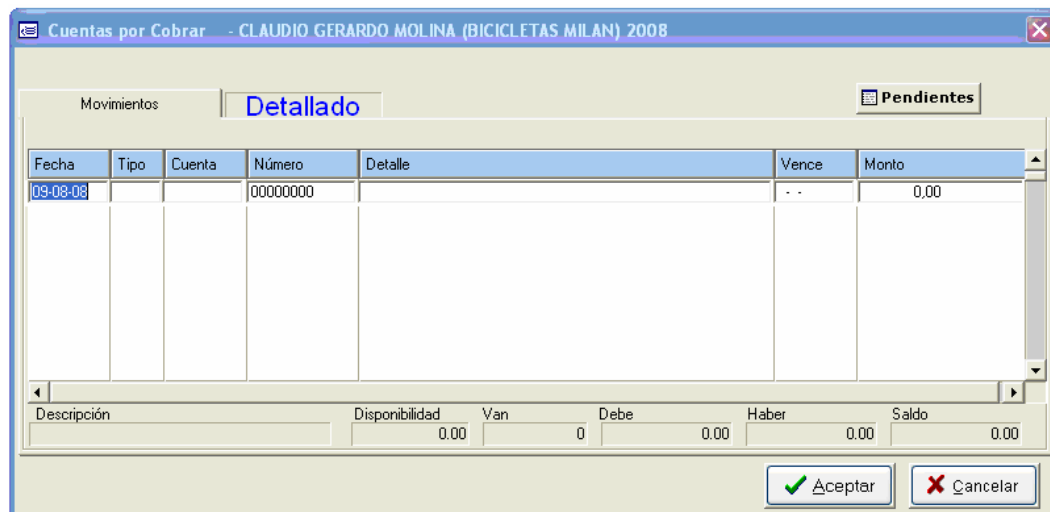 Cuentas por Cobrar - CLAUDIO GERARDO MOLINA (BICICLETAS MILAN) 2008
Movimientos Detallado Pendientes
Fecha Tipo Cuenta Número Detalle Vence Monto
09-08-08 00000000 - - 0,00
Descripción Disponibilidad Van Debe Haber Saldo
0.00 0 0.00 0.00 0.00
Aceptar Cancelar